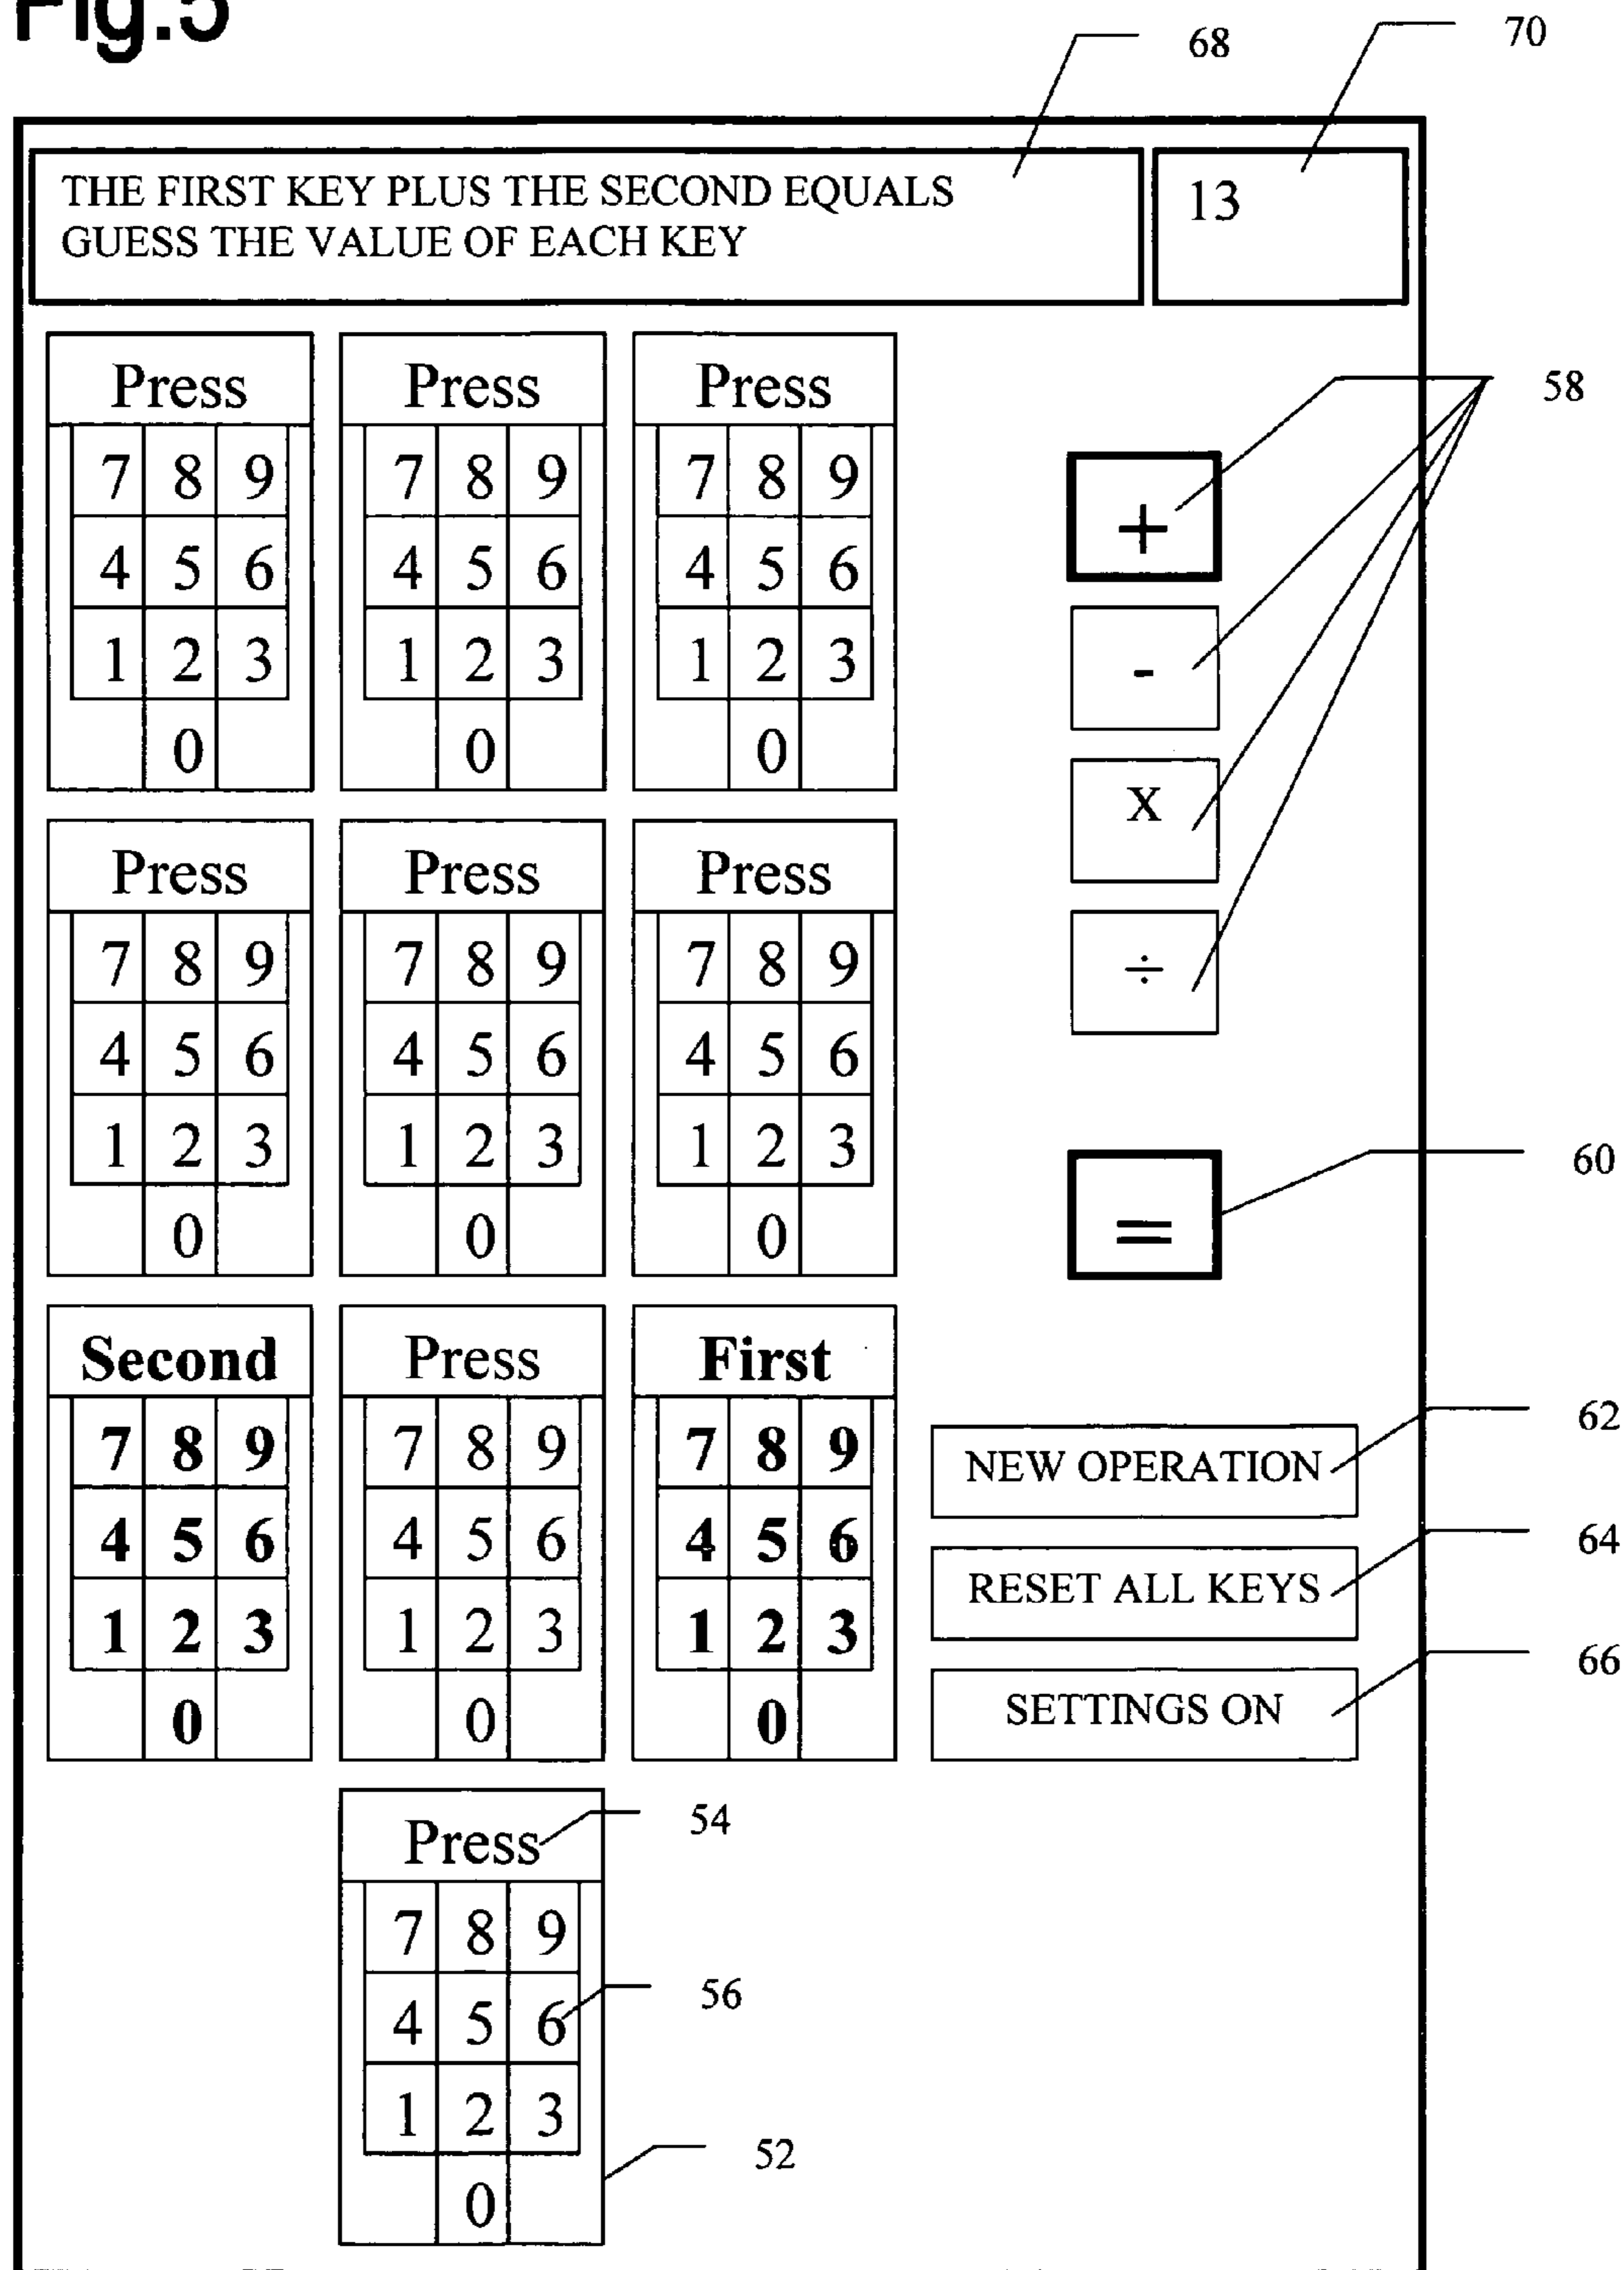 Fig.5
68 70
THE FIRST KEY PLUS THE SECOND EQUALS
GUESS THE VALUE OF EACH KEY
13
Press Press Press
58
7 8 9 7 8 9 7 8 9
+
4 5 6 4 5 6 4 5 6
1 2 3 1 2 3 1 2 3
-
0 0 0
X
Press Press Press
7 8 9 7 8 9 7 8 9
÷
4 5 6 4 5 6 4 5 6
1 2 3 1 2 3 1 2 3
60
0 0 0
=
Second Press First
62
7 8 9 7 8 9 7 8 9
NEW OPERATION
4 5 6 4 5 6 4 5 6
64
RESET ALL KEYS
1 2 3 1 2 3 1 2 3
66
0 0 0
SETTINGS ON
Press
54
7 8 9
56
4 5 6
1 2 3
52
0